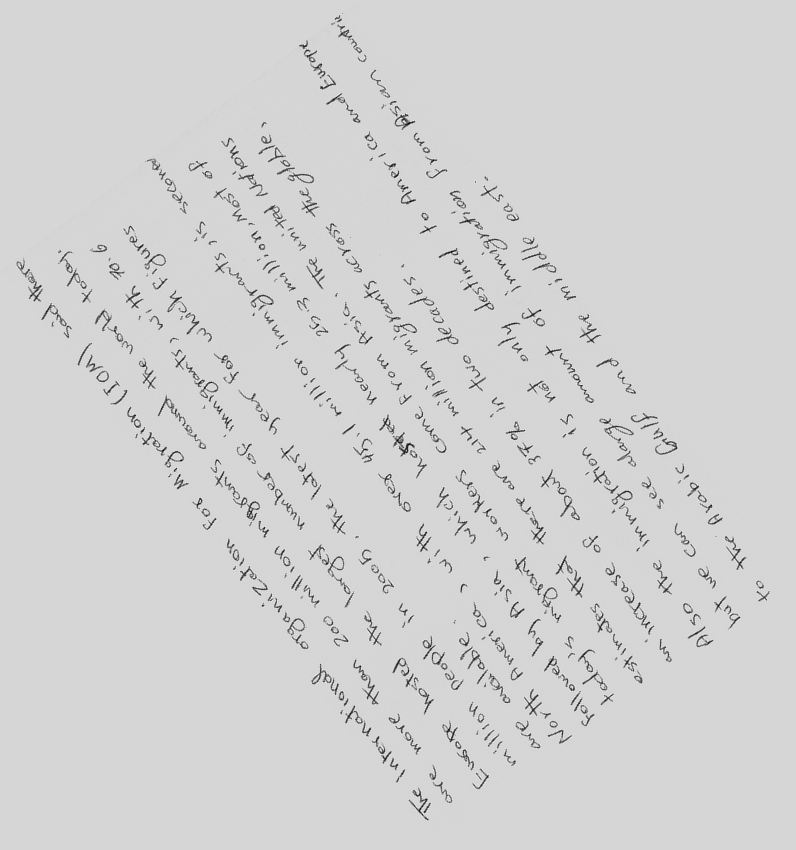 The international organization for Migration (IOM) said there
are more than 200 million migrants around the world today.
Europe hosted the largest number of immigrants, with 70.6
million people in 2005, the latest year for which figures
are available.
North America, with over 45.1 million immigrants, is second
followed by Asia, which hosted nearly 25.3 million. Most of
today's migrant workers come from Asia. The united Nations
estimates that there are 214 million migrants across the globe,
an increase of about 37% in two decades.
Also the immigration is not only destined to America and Europe
but we can see alarge amount of immigration from Asian countrie
to the Arabic Gulf and the middle east.